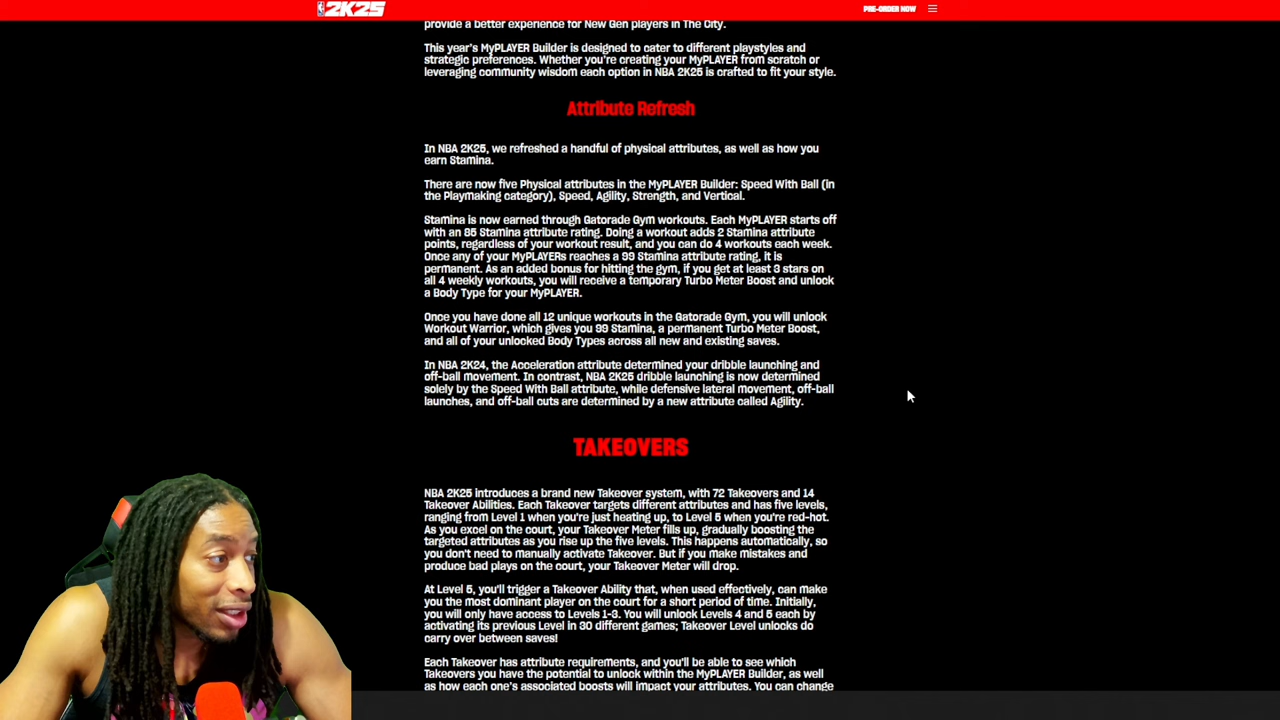 NBA 2K25
PRE-ORDER NOW
provide a better experience for New Gen players in The City.
This year's MyPLAYER Builder is designed to cater to different playstyles and
strategic preferences. Whether you're creating your MyPLAYER from scratch or
leveraging community wisdom each option in NBA 2K25 is crafted to fit your style.
Attribute Refresh
In NBA 2K25, we refreshed a handful of physical attributes, as well as how you
earn Stamina.
There are now five Physical attributes in the MyPLAYER Builder: Speed With Ball (in
the Playmaking category), Speed, Agility, Strength, and Vertical.
Stamina is now earned through Gatorade Gym workouts. Each MyPLAYER starts off
with an 85 Stamina attribute rating. Doing a workout adds 2 Stamina attribute
points, regardless of your workout result, and you can do 4 workouts each week.
Once any of your MyPLAYERs reaches a 99 Stamina attribute rating, it is
permanent. As an added bonus for hitting the gym, if you get at least 3 stars on
all 4 weekly workouts, you will receive a temporary Turbo Meter Boost and unlock
a Body Type for your MyPLAYER.
Once you have done all 12 unique workouts in the Gatorade Gym, you will unlock
Workout Warrior, which gives you 99 Stamina, a permanent Turbo Meter Boost,
and all of your unlocked Body Types across all new and existing saves.
In NBA 2K24, the Acceleration attribute determined your dribble launching and
off-ball movement. In contrast, NBA 2K25 dribble launching is now determined
solely by the Speed With Ball attribute, while defensive lateral movement, off-ball
launches, and off-ball cuts are determined by a new attribute called Agility.
TAKEOVERS
NBA 2K25 introduces a brand new Takeover system, with 72 Takeovers and 14
Takeover Abilities. Each Takeover targets different attributes and has five levels,
ranging from Level 1 when you're just heating up, to Level 5 when you're red-hot.
As you excel on the court, your Takeover Meter fills up, gradually boosting the
targeted attributes as you rise up the five levels. This happens automatically, so
you don't need to manually activate Takeover. But if you make mistakes and
produce bad plays on the court, your Takeover Meter will drop.
At Level 5, you'll trigger a Takeover Ability that, when used effectively, can make
you the most dominant player on the court for a short period of time. Initially,
you will only have access to Levels 1-3. You will unlock Levels 4 and 5 each by
activating its previous Level in 30 different games; Takeover Level unlocks do
carry over between saves!
Each Takeover has attribute requirements, and you'll be able to see which
Takeovers you have the potential to unlock within the MyPLAYER Builder, as well
as how each one's associated boosts will impact your attributes. You can change